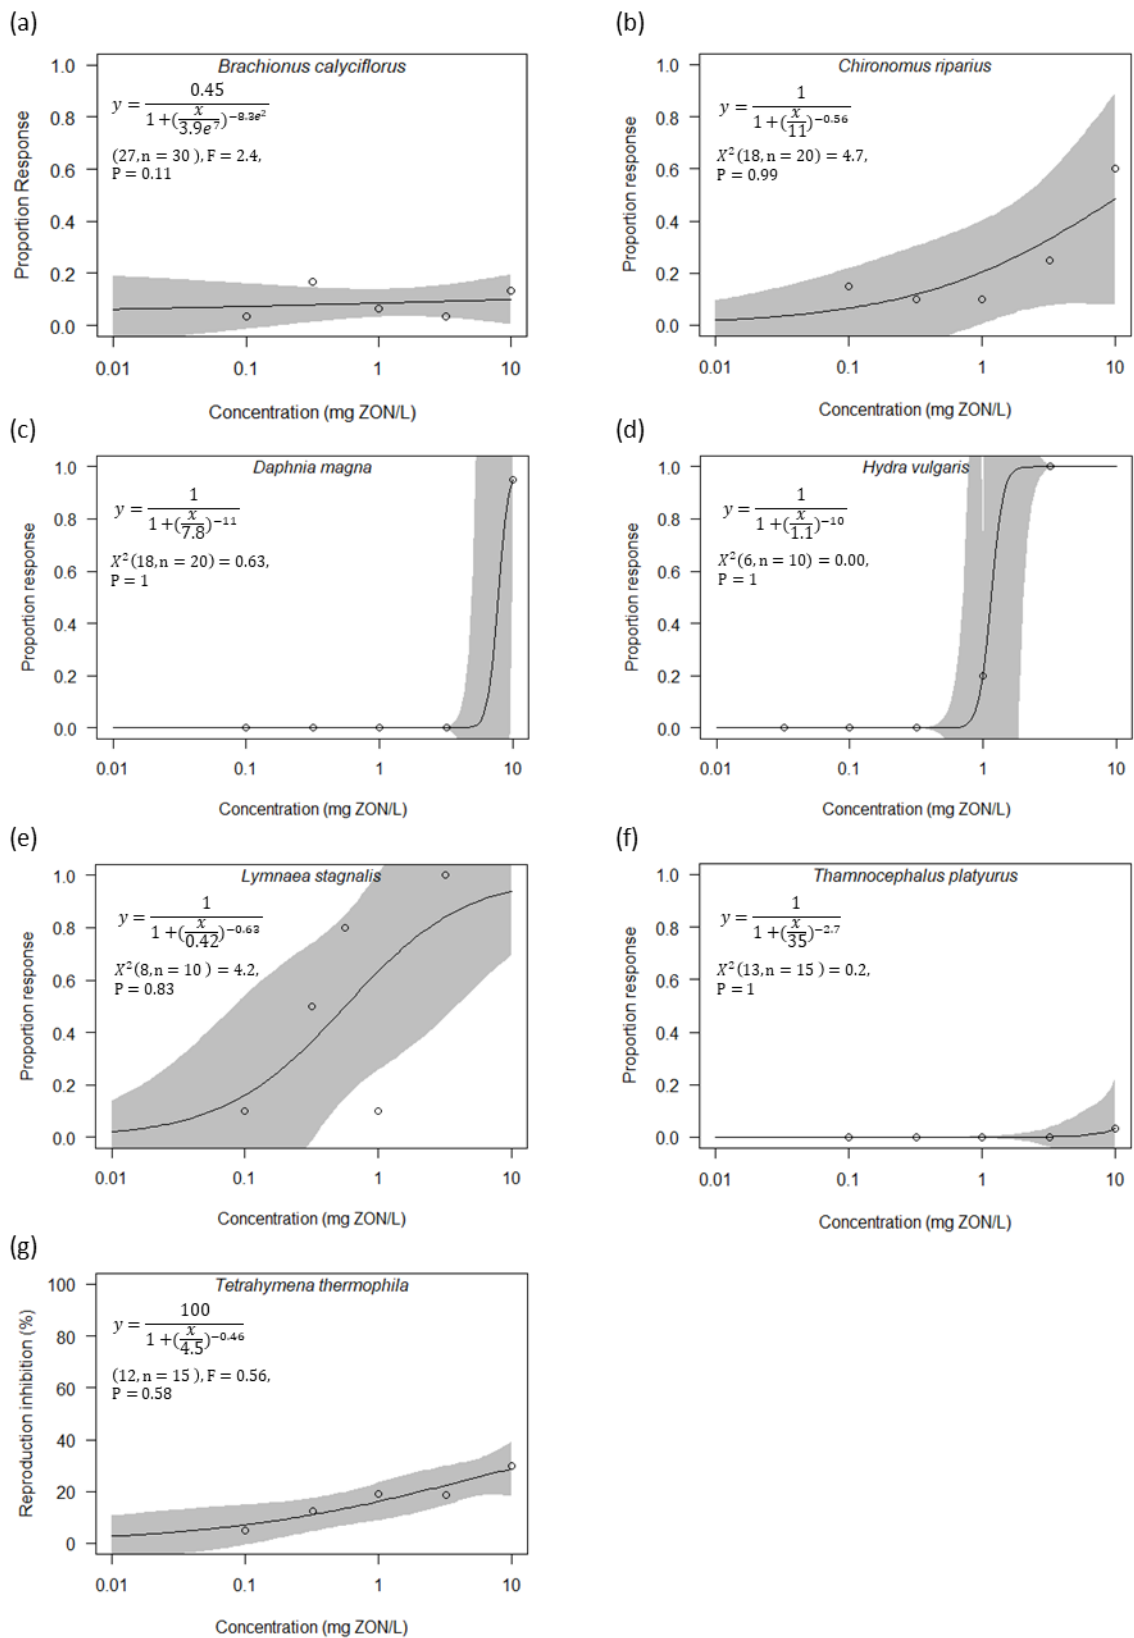 (a)
Brachionus calyciflorus
y = 0.45 / 1+(x/3.9e⁷)^−8.3e²
(27,n = 30 ), F = 2.4,
P = 0.11
Proportion Response
1.0
0.8
0.6
0.4
0.2
0.0
0.01 0.1 1 10
Concentration (mg ZON/L)
(b)
Chironomus riparius
y = 1 / 1+(x/11)^−0.56
X²(18,n = 20) = 4.7,
P = 0.99
Proportion response
1.0
0.8
0.6
0.4
0.2
0.0
0.01 0.1 1 10
Concentration (mg ZON/L)
(c)
Daphnia magna
y = 1 / 1+(x/7.8)^−11
X²(18,n = 20) = 0.63,
P = 1
Proportion response
1.0
0.8
0.6
0.4
0.2
0.0
0.01 0.1 1 10
Concentration (mg ZON/L)
(d)
Hydra vulgaris
y = 1 / 1+(x/1.1)^−10
X²(6,n = 10) = 0.00,
P = 1
Proportion response
1.0
0.8
0.6
0.4
0.2
0.0
0.01 0.1 1 10
Concentration (mg ZON/L)
(e)
Lymnaea stagnalis
y = 1 / 1+(x/0.42)^−0.63
X²(8,n = 10 ) = 4.2,
P = 0.83
Proportion response
1.0
0.8
0.6
0.4
0.2
0.0
0.01 0.1 1 10
Concentration (mg ZON/L)
(f)
Thamnocephalus platyurus
y = 1 / 1+(x/35)^−2.7
X²(13,n = 15 ) = 0.2,
P = 1
Proportion response
1.0
0.8
0.6
0.4
0.2
0.0
0.01 0.1 1 10
Concentration (mg ZON/L)
(g)
Tetrahymena thermophila
y = 100 / 1+(x/4.5)^−0.46
(12,n = 15 ), F = 0.56,
P = 0.58
Reproduction inhibition (%)
100
80
60
40
20
0
0.01 0.1 1 10
Concentration (mg ZON/L)